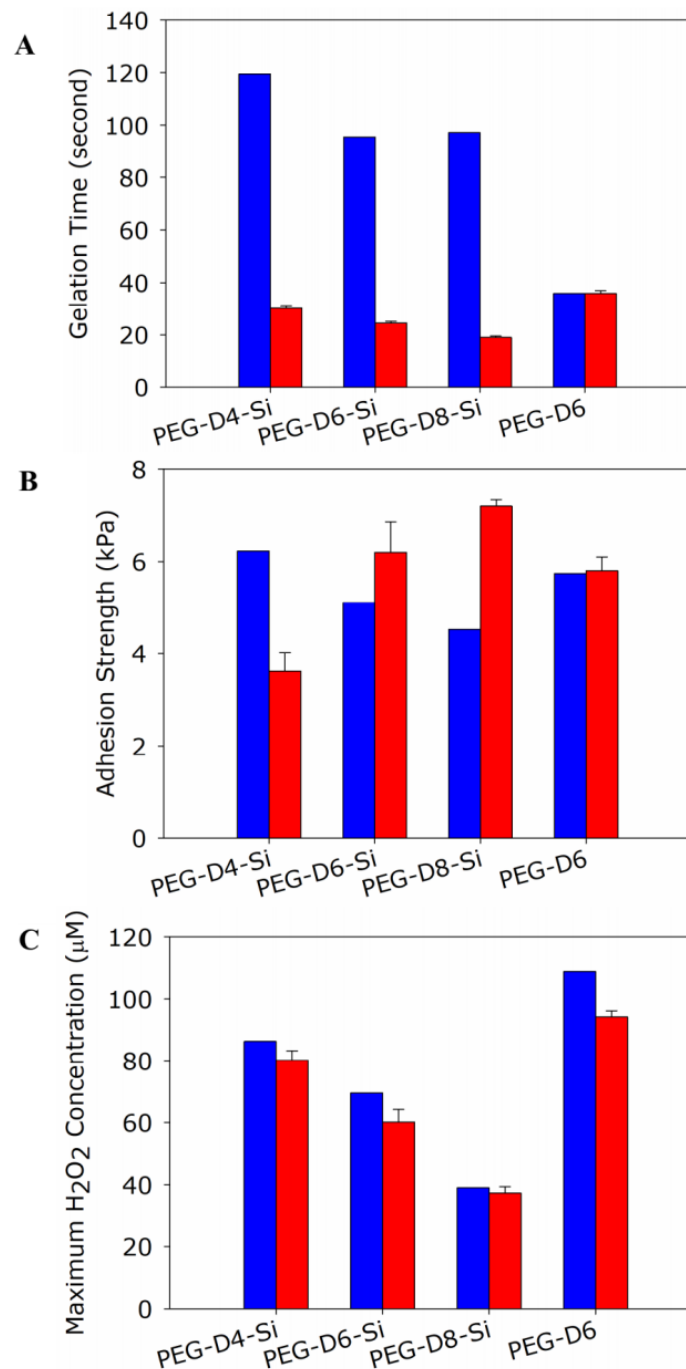 A
Gelation Time (second)
140
120
100
80
60
40
20
0
PEG-D4-Si
PEG-D6-Si
PEG-D8-Si
PEG-D6
B
Adhesion Strength (kPa)
8
6
4
2
0
PEG-D4-Si
PEG-D6-Si
PEG-D8-Si
PEG-D6
C
Maximum H₂O₂ Concentration (μM)
120
100
80
60
40
20
0
PEG-D4-Si
PEG-D6-Si
PEG-D8-Si
PEG-D6